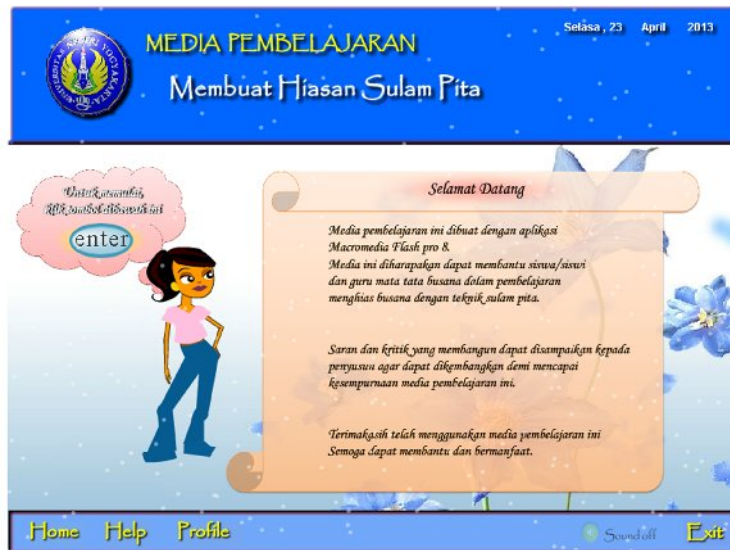 UNIVERSITAS NEGERI YOGYAKARTA
MEDIA PEMBELAJARAN
Membuat Hiasan Sulam Pita
Selasa , 23 April 2013
Untuk memulai,
klik tombol dibawah ini
enter
Selamat Datang
Media pembelajaran ini dibuat dengan aplikasi
Macromedia Flash pro 8.
Media ini diharapakan dapat membantu siswa/siswi
dan guru mata tata busana dalam pembelajaran
menghias busana dengan teknik sulam pita.
Saran dan kritik yang membangun dapat disampaikan kepada
penyusun agar dapat dikembangkan demi mencapai
kesempurnaan media pembelajaran ini.
Terimakasih telah menggunakan media pembelajaran ini
Semoga dapat membantu dan bermanfaat.
Home Help Profile Sound off Exit